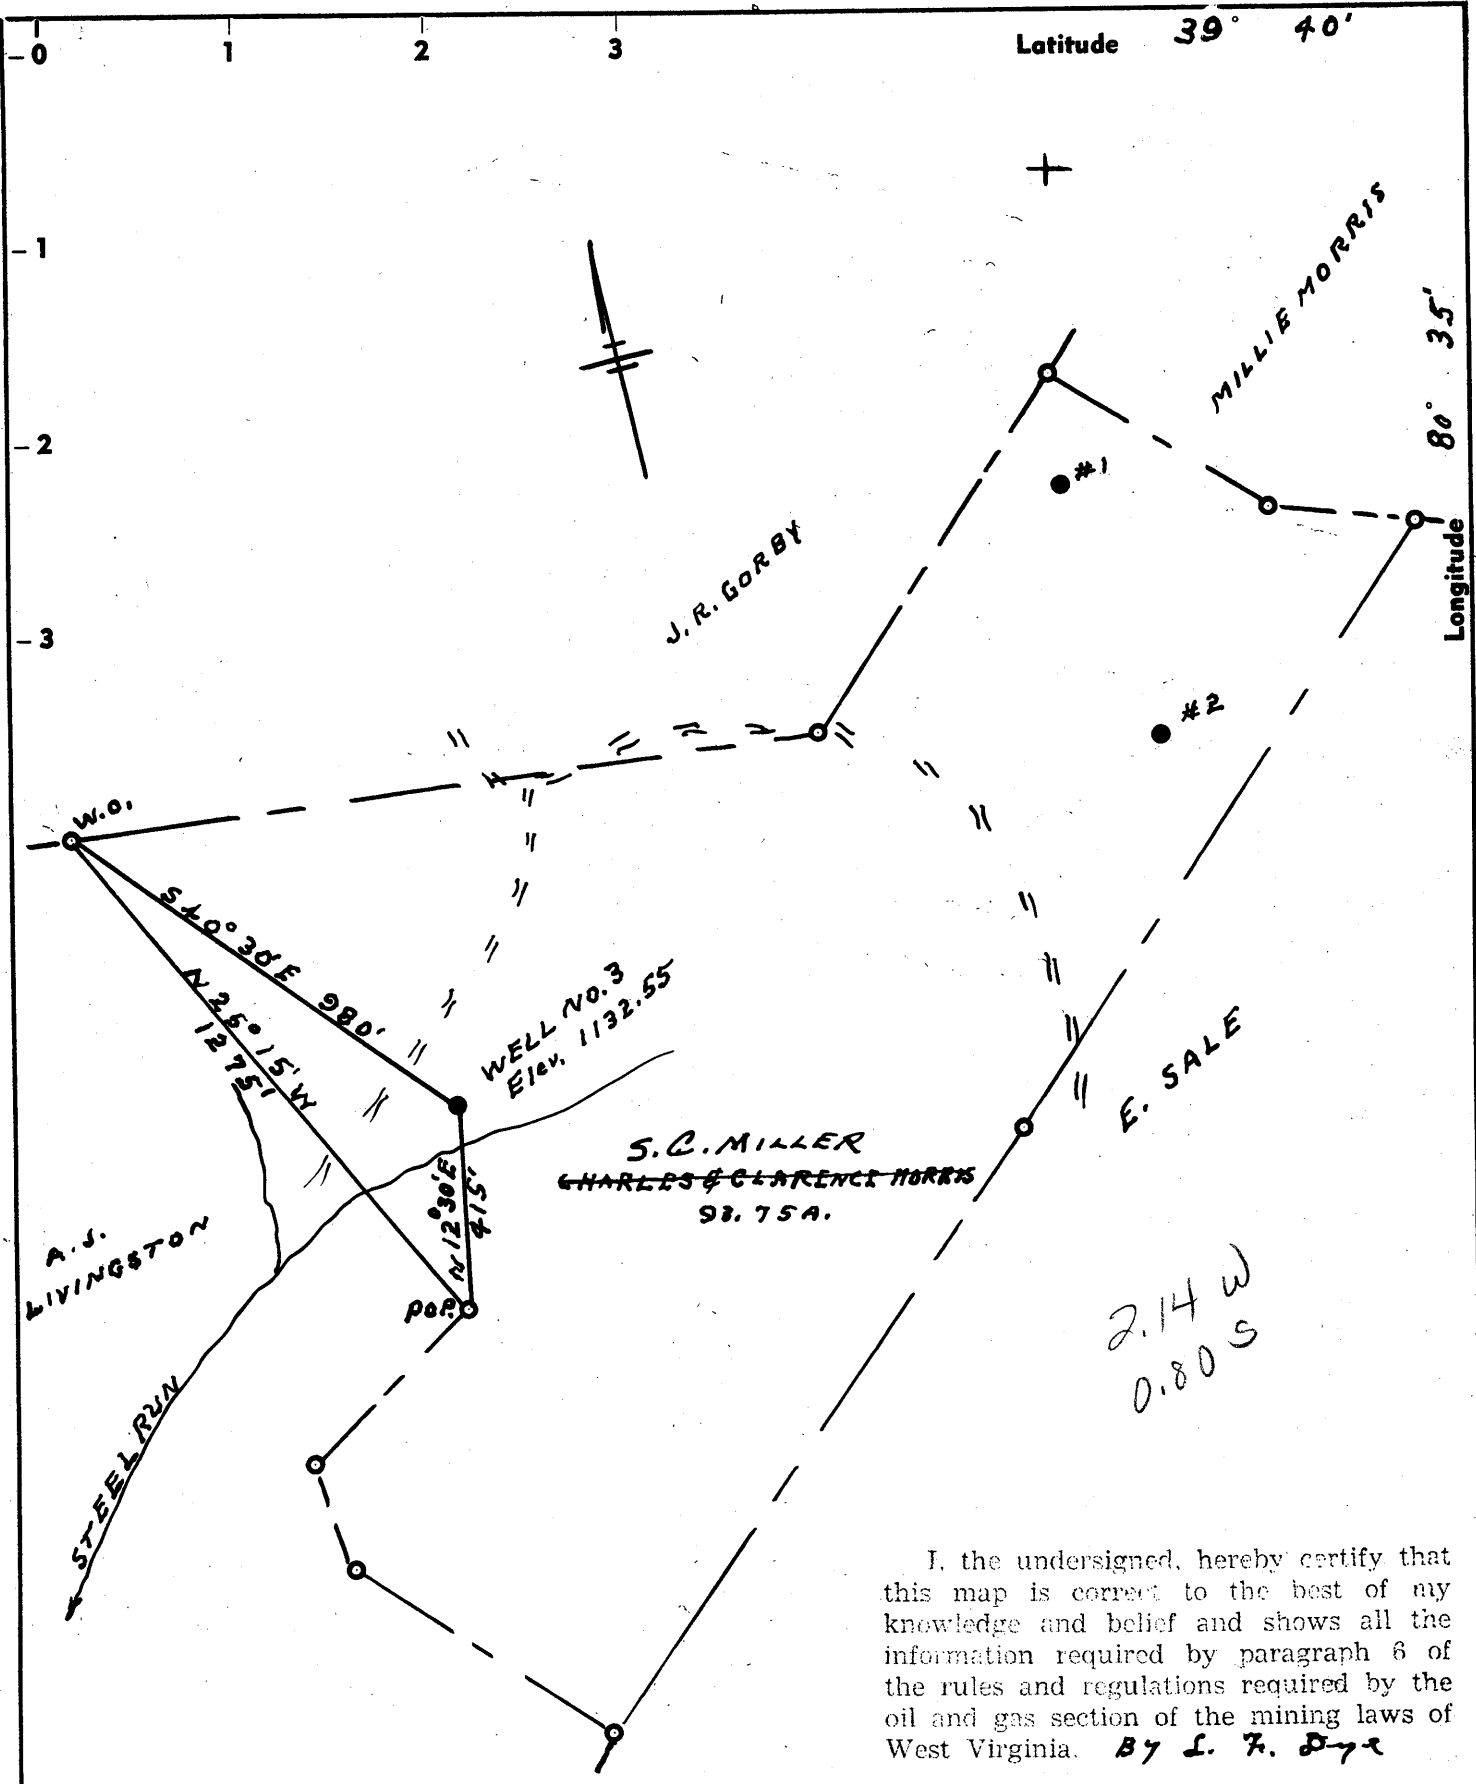 Latitude 39° 40'
0 1 2 3
1
2
3
80° 35'
Longitude
MILLIE MORRIS
#1
J. R. GORBY
#2
W.O.
S 40° 30' E 980'
N 25° 15' W
1275'
WELL NO. 3
Elev. 1132.55
E. SALE
S. C. MILLER
CHARLES & CLARENCE MORRIS
93.75 A.
N 12° 30' E
415'
A. J.
LIVINGSTON
POP.
2.14 W
0.80 S
STEEL RUN
I, the undersigned, hereby certify that
this map is correct to the best of my
knowledge and belief and shows all the
information required by paragraph 6 of
the rules and regulations required by the
oil and gas section of the mining laws of
West Virginia. By L. F. Dye